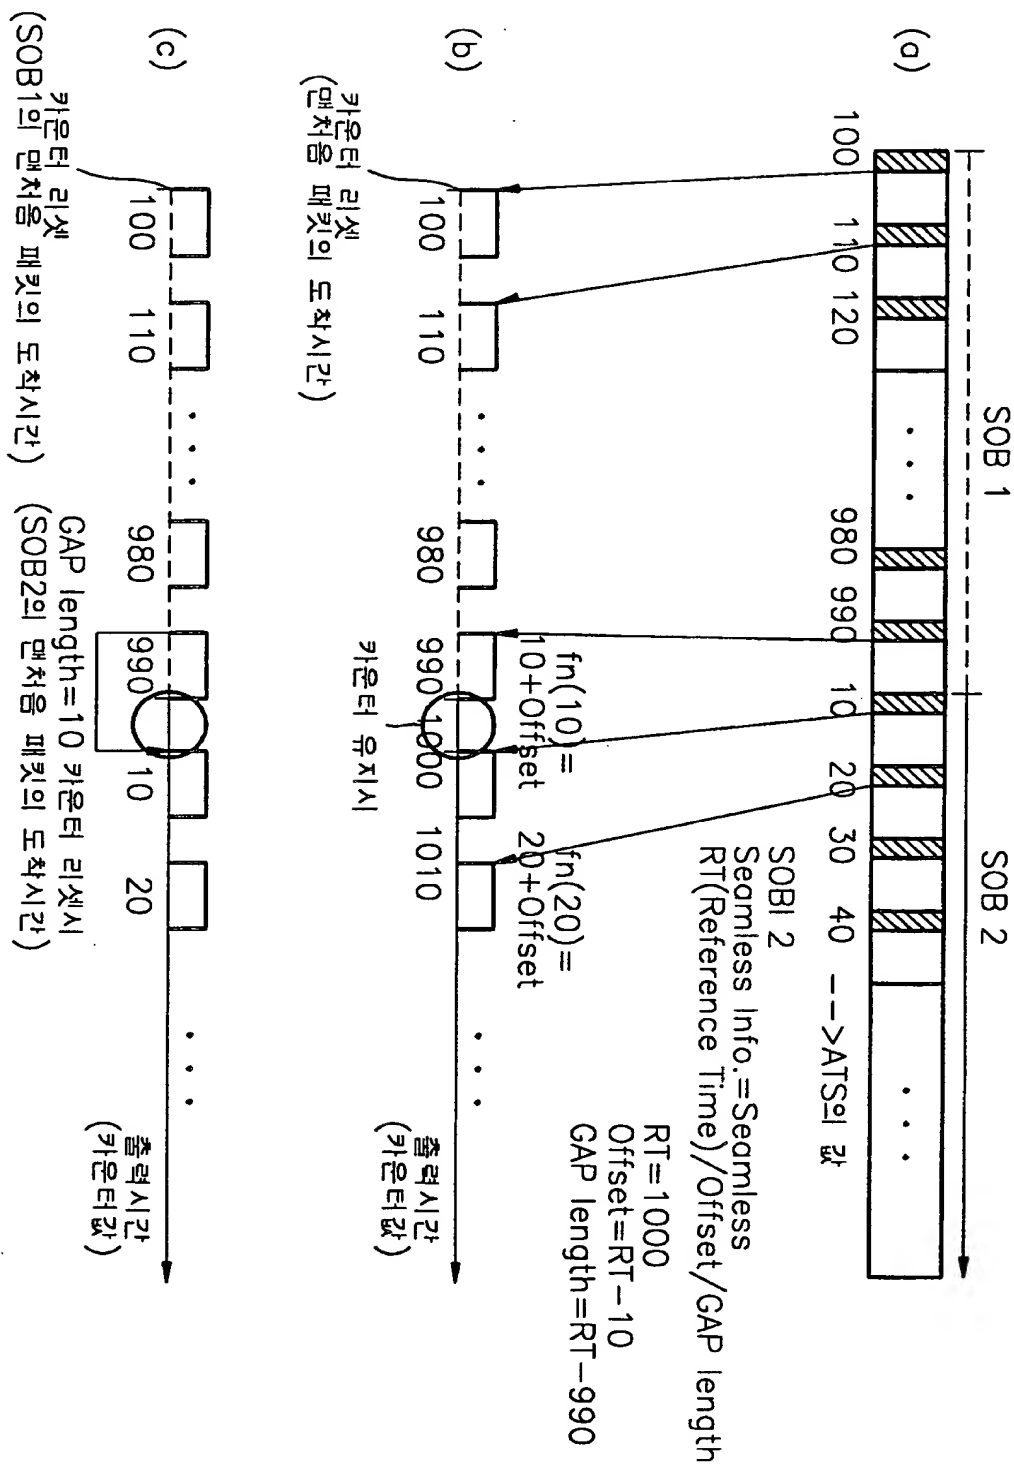 SOB 1
SOB 2
(a)
100 110 120 980 990 10 20 30 40 -->ATS의 값
SOBI 2
Seamless Info.=Seamless
RT(Reference Time)/Offset/GAP length
RT=1000
Offset=RT-10
GAP length=RT-990
fn(10)=
10+Offset
fn(20)=
20+Offset
(b)
100 110 980 990 1000 1010
카운터 리셋
(맨처음 패킷의 도착시간)
카운터 유지시
출력시간
(카운터값)
(c)
100 110 980 990 10 20
카운터 리셋
(SOB1의 맨처음 패킷의 도착시간)
GAP length=10 카운터 리셋시
(SOB2의 맨처음 패킷의 도착시간)
출력시간
(카운터값)